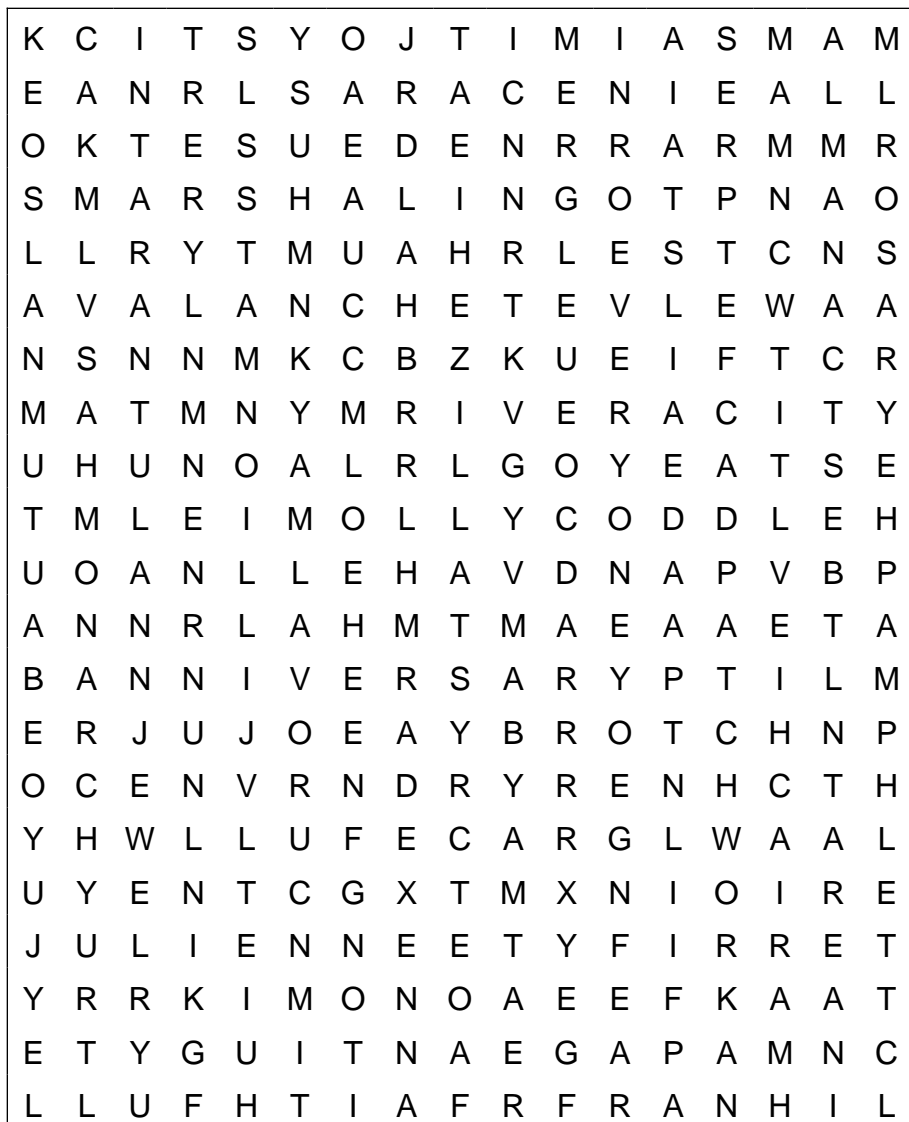 K C I T S Y O J T I M I A S M A M
E A N R L S A R A C E N I E A L L
O K T E S U E D E N R R A R M M R
S M A R S H A L I N G O T P N A O
L L R Y T M U A H R L E S T C N S
A V A L A N C H E T E V L E W A A
N S N N M K C B Z K U E I F T C R
M A T M N Y M R I V E R A C I T Y
U H U N O A L R L G O Y E A T S E
T M L E I M O L L Y C O D D L E H
U O A N L L E H A V D N A P V B P
A N N R L A H M T M A E A A E T A
B A N N I V E R S A R Y P T I L M
E R J U J O E A Y B R O T C H N P
O C E N V R N D R Y R E N H C T H
Y H W L L U F E C A R G L W A A L
U Y E N T C G X T M X N I O I R E
J U L I E N N E E T Y F I R R E T
Y R R K I M O N O A E E F K A A T
E T Y G U I T N A E G A P A M N C
L L U F H T I A F R F R A N H I L